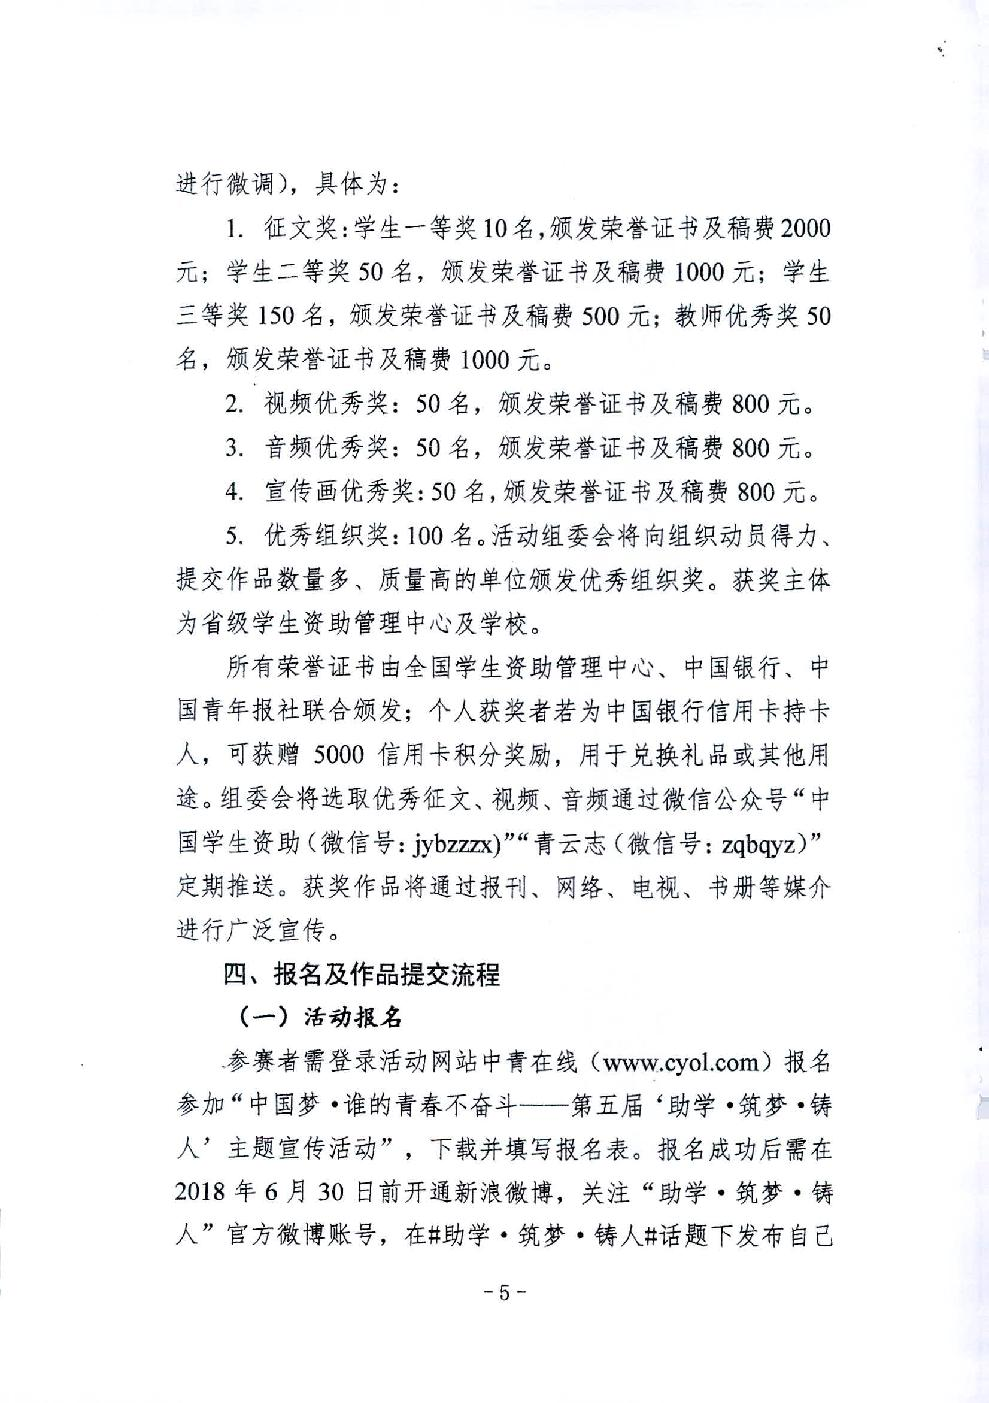 进行微调），具体为：
1. 征文奖：学生一等奖10名，颁发荣誉证书及稿费2000
元；学生二等奖50名，颁发荣誉证书及稿费1000元；学生
三等奖150名，颁发荣誉证书及稿费500元；教师优秀奖50
名，颁发荣誉证书及稿费1000元。
2. 视频优秀奖：50名，颁发荣誉证书及稿费800元。
3. 音频优秀奖：50名，颁发荣誉证书及稿费800元。
4. 宣传画优秀奖：50名，颁发荣誉证书及稿费800元。
5. 优秀组织奖：100名。活动组委会将向组织动员得力、
提交作品数量多、质量高的单位颁发优秀组织奖。获奖主体
为省级学生资助管理中心及学校。
所有荣誉证书由全国学生资助管理中心、中国银行、中
国青年报社联合颁发；个人获奖者若为中国银行信用卡持卡
人，可获赠 5000 信用卡积分奖励，用于兑换礼品或其他用
途。组委会将选取优秀征文、视频、音频通过微信公众号“中
国学生资助（微信号：jybzzzx）”“青云志（微信号：zqbqyz）”
定期推送。获奖作品将通过报刊、网络、电视、书册等媒介
进行广泛宣传。
四、报名及作品提交流程
（一）活动报名
参赛者需登录活动网站中青在线（www.cyol.com）报名
参加“中国梦·谁的青春不奋斗——第五届‘助学·筑梦·铸
人’主题宣传活动”，下载并填写报名表。报名成功后需在
2018年6月30日前开通新浪微博，关注“助学·筑梦·铸
人”官方微博账号，在#助学·筑梦·铸人#话题下发布自己
- 5 -